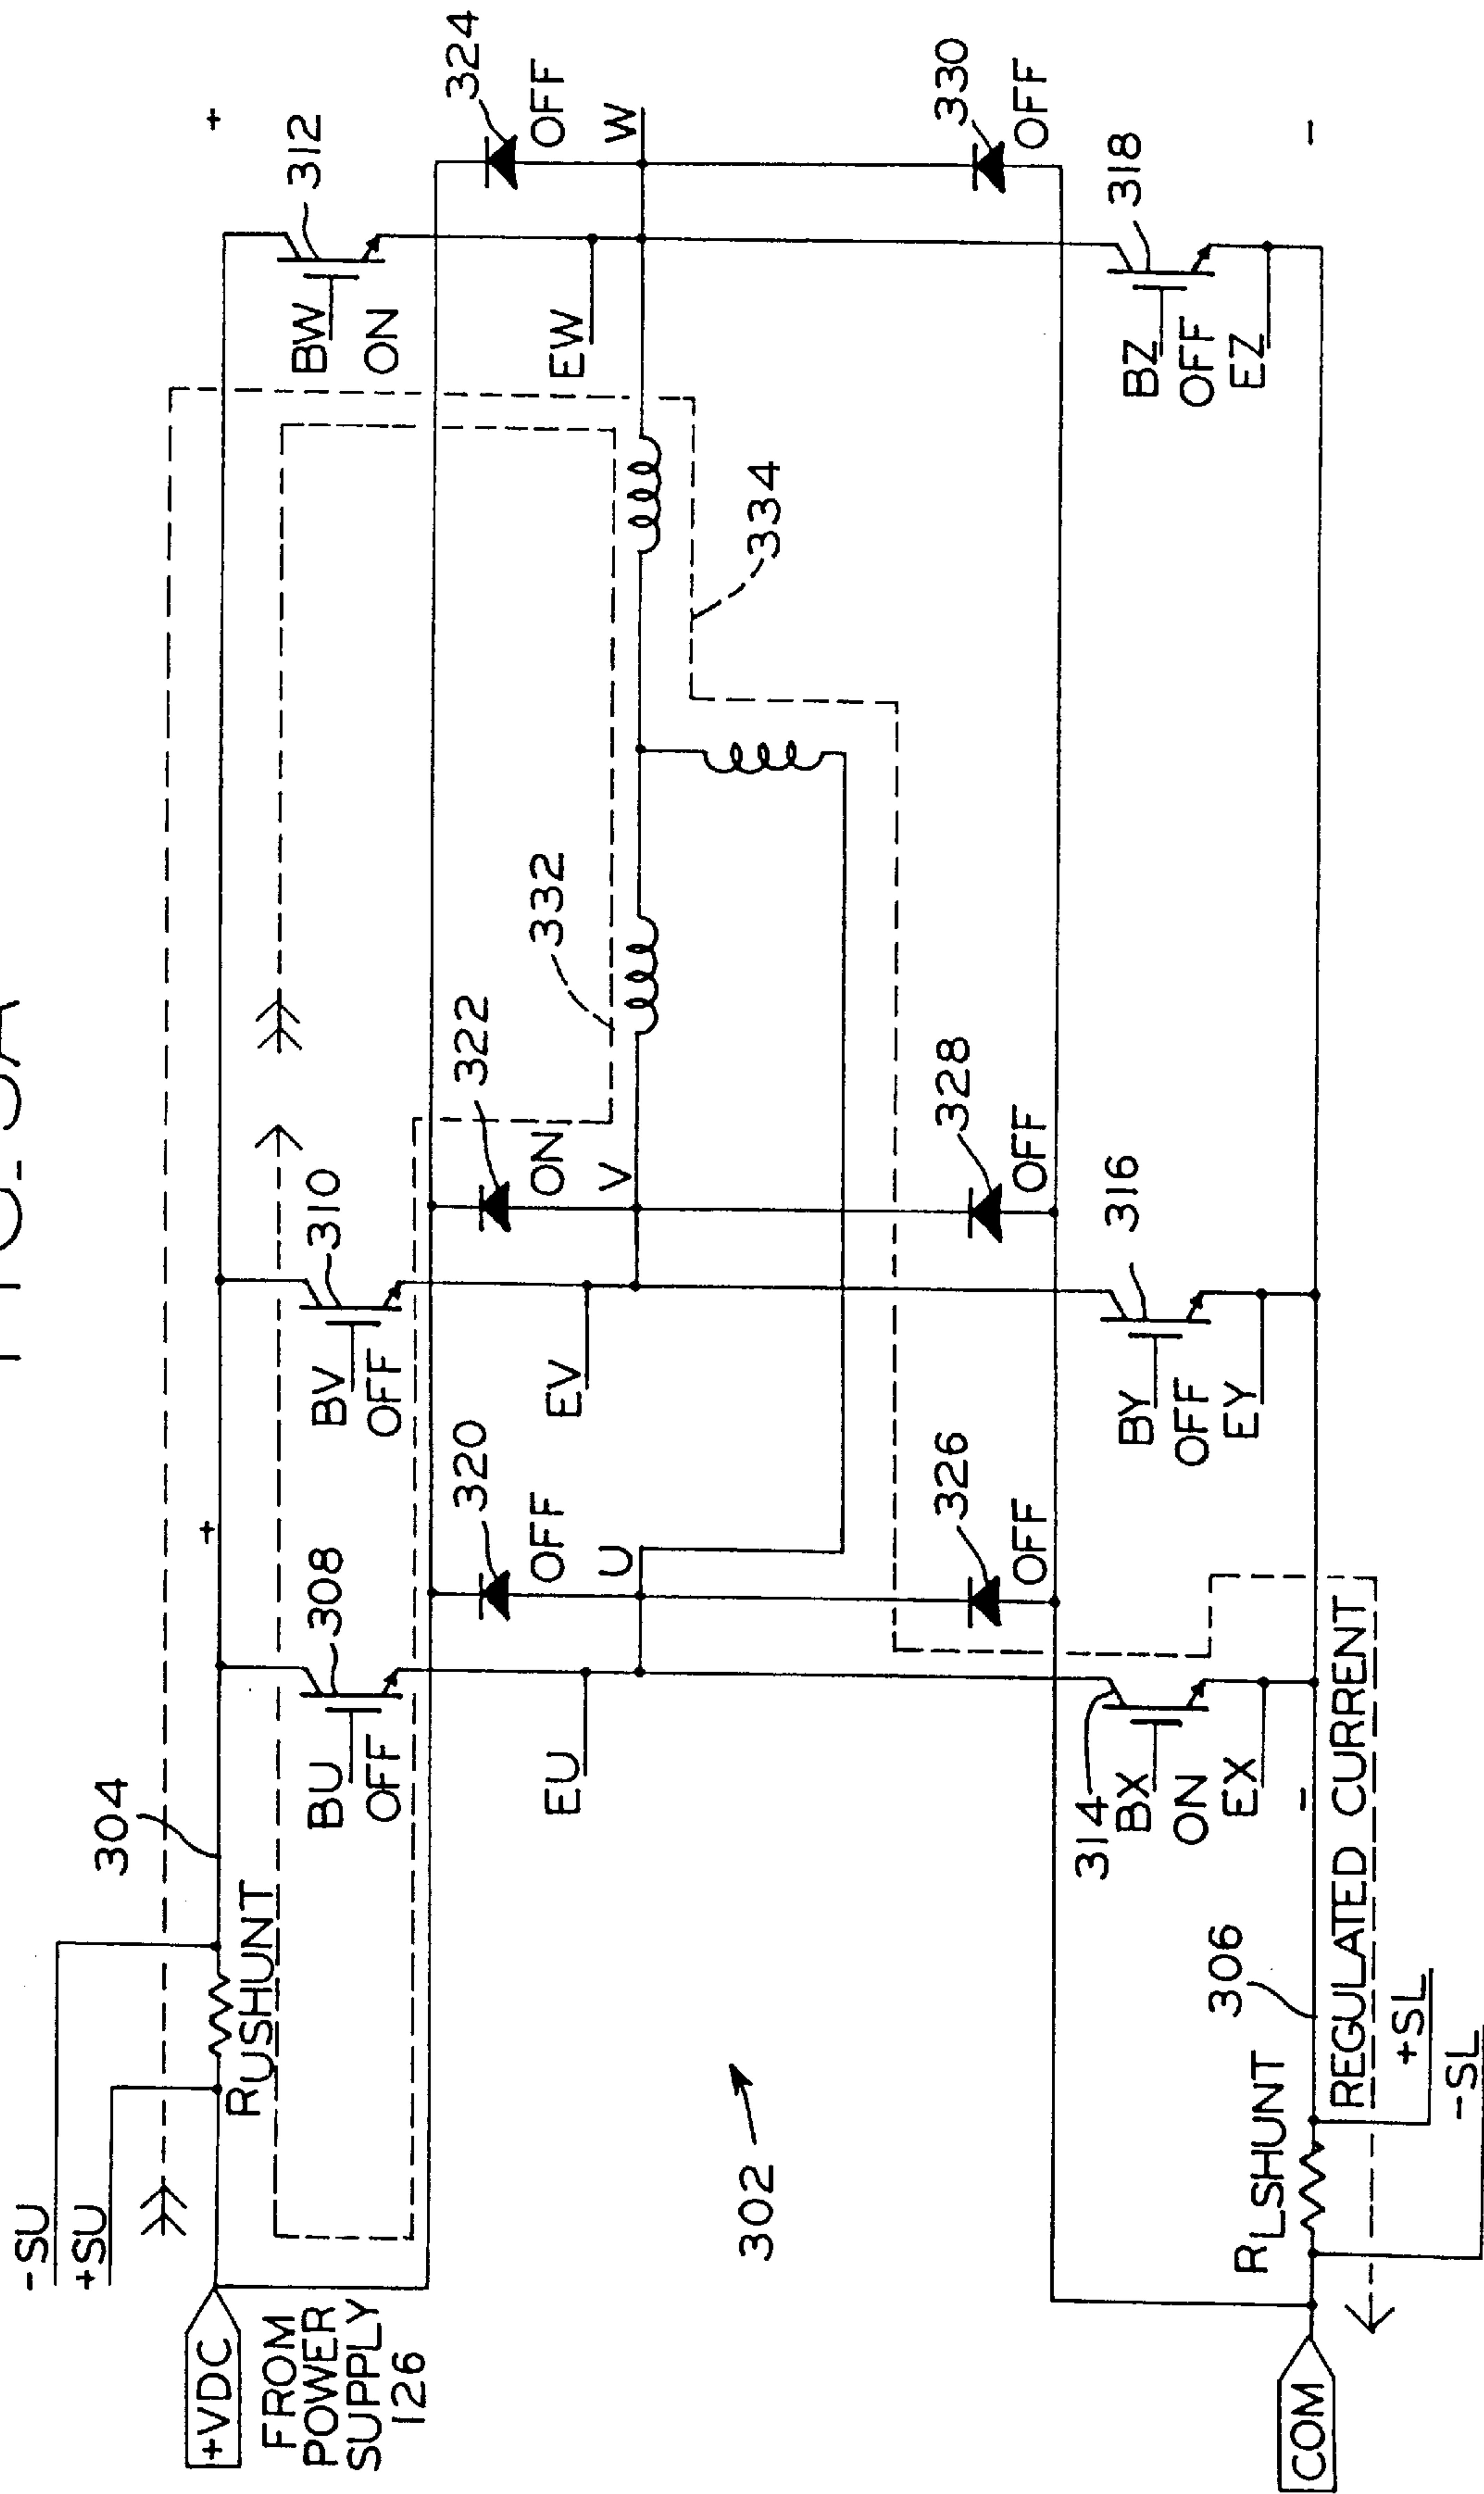 -SU
+SU
304
+
+
+VDC
RUSHUNT
308
310
312
BU
OFF
BV
OFF
BW
ON
FROM
POWER
SUPPLY
126
320
322
324
OFF
ON
OFF
332
EU
EV
EW
U
V
W
302
334
326
328
330
OFF
OFF
OFF
314
316
318
BX
ON
EX
BY
OFF
EY
BZ
OFF
EZ
-
-
306
RLSHUNT
COM
REGULATED CURRENT
+SL
-SL